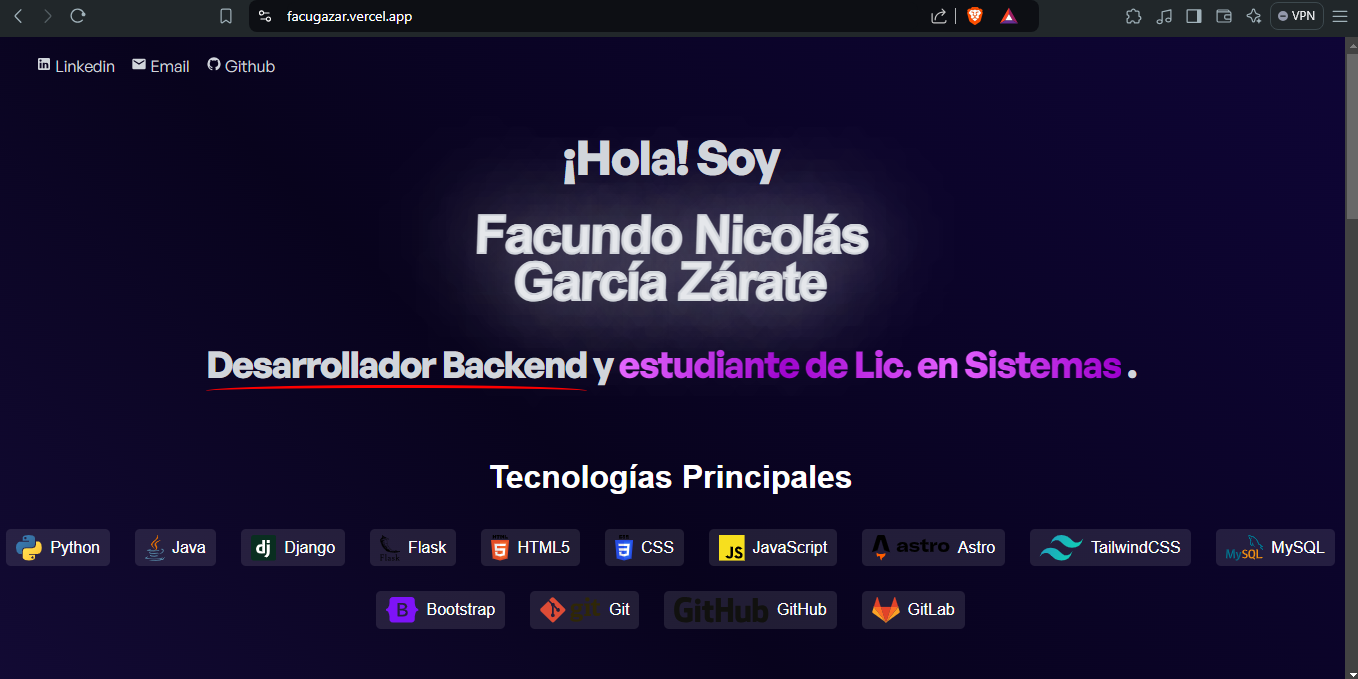 facugazar.vercel.app
VPN
Linkedin Email Github
¡Hola! Soy
Facundo Nicolás
García Zárate
Desarrollador Backend y estudiante de Lic. en Sistemas .
Tecnologías Principales
Python Java dj Django Flask Flask HTML5 CSS JS JavaScript astro Astro TailwindCSS MySQL MySQL
B Bootstrap git Git GitHub GitHub GitLab